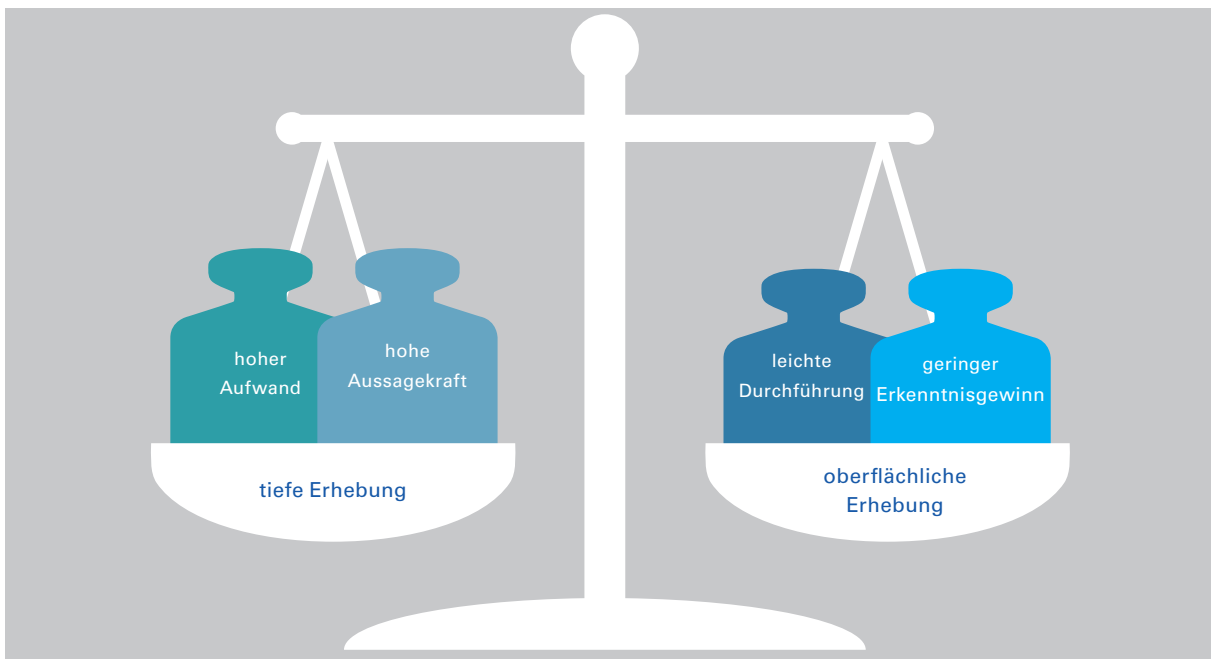 hoher
Aufwand
hohe
Aussagekraft
tiefe Erhebung
leichte
Durchführung
geringer
Erkenntnisgewinn
oberflächliche
Erhebung